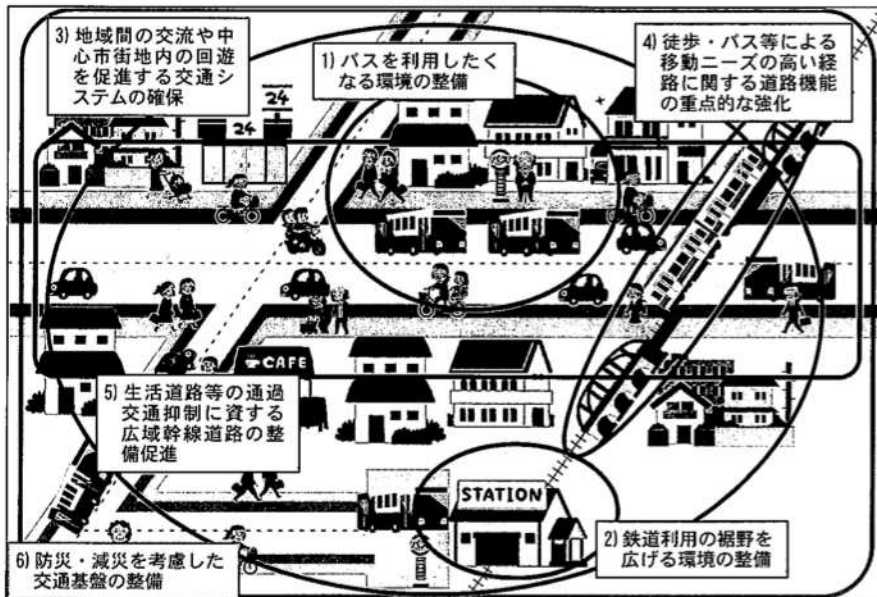 3) 地域間の交流や中
心市街地内の回遊
を促進する交通シ
ステムの確保
1) バスを利用したく
なる環境の整備
4) 徒歩・バス等による
移動ニーズの高い経
路に関する道路機能
の重点的な強化
24
24
CAFE
5) 生活道路等の通過
交通抑制に資する
広域幹線道路の整
備促進
STATION
2) 鉄道利用の裾野を
広げる環境の整備
6) 防災・減災を考慮した
交通基盤の整備